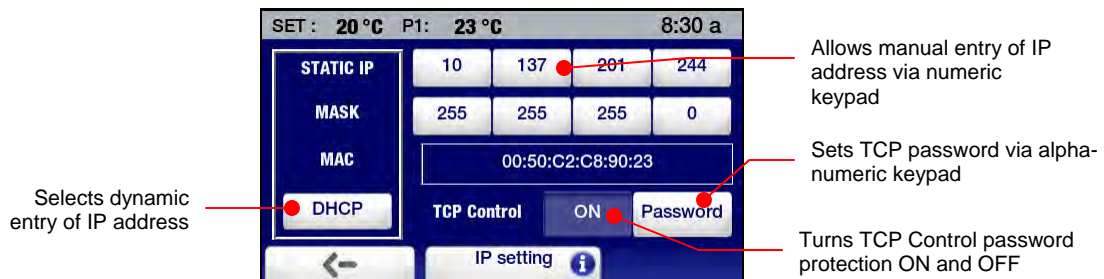 SET : 20 °C P1: 23 °C 8:30 a
STATIC IP 10 137 201 244
MASK 255 255 255 0
MAC 00:50:C2:C8:90:23
DHCP TCP Control ON Password
IP setting
Allows manual entry of IP
address via numeric
keypad
Sets TCP password via alpha-
numeric keypad
Selects dynamic
entry of IP address
Turns TCP Control password
protection ON and OFF